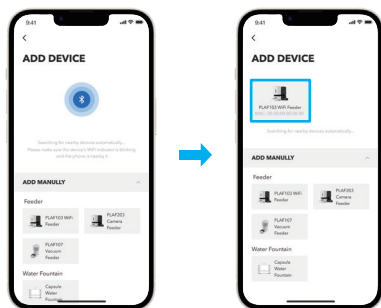 9:41
ADD DEVICE
Searching for nearby devices automatically...
Please make sure the device's WiFi indicator is blinking
and the phone is nearby it
ADD MANULLY
Feeder
PLAF103 WiFi
Feeder
PLAF203
Camera
Feeder
PLAF107
Vacuum
Feeder
Water Fountain
Capsule
Water
Fountain
9:41
ADD DEVICE
PLAF103 WiFi Feeder
Searching for nearby devices automatically...
ADD MANULLY
Feeder
PLAF103 WiFi
Feeder
PLAF203
Camera
Feeder
PLAF107
Vacuum
Feeder
Water Fountain
Capsule
Water
Fountain